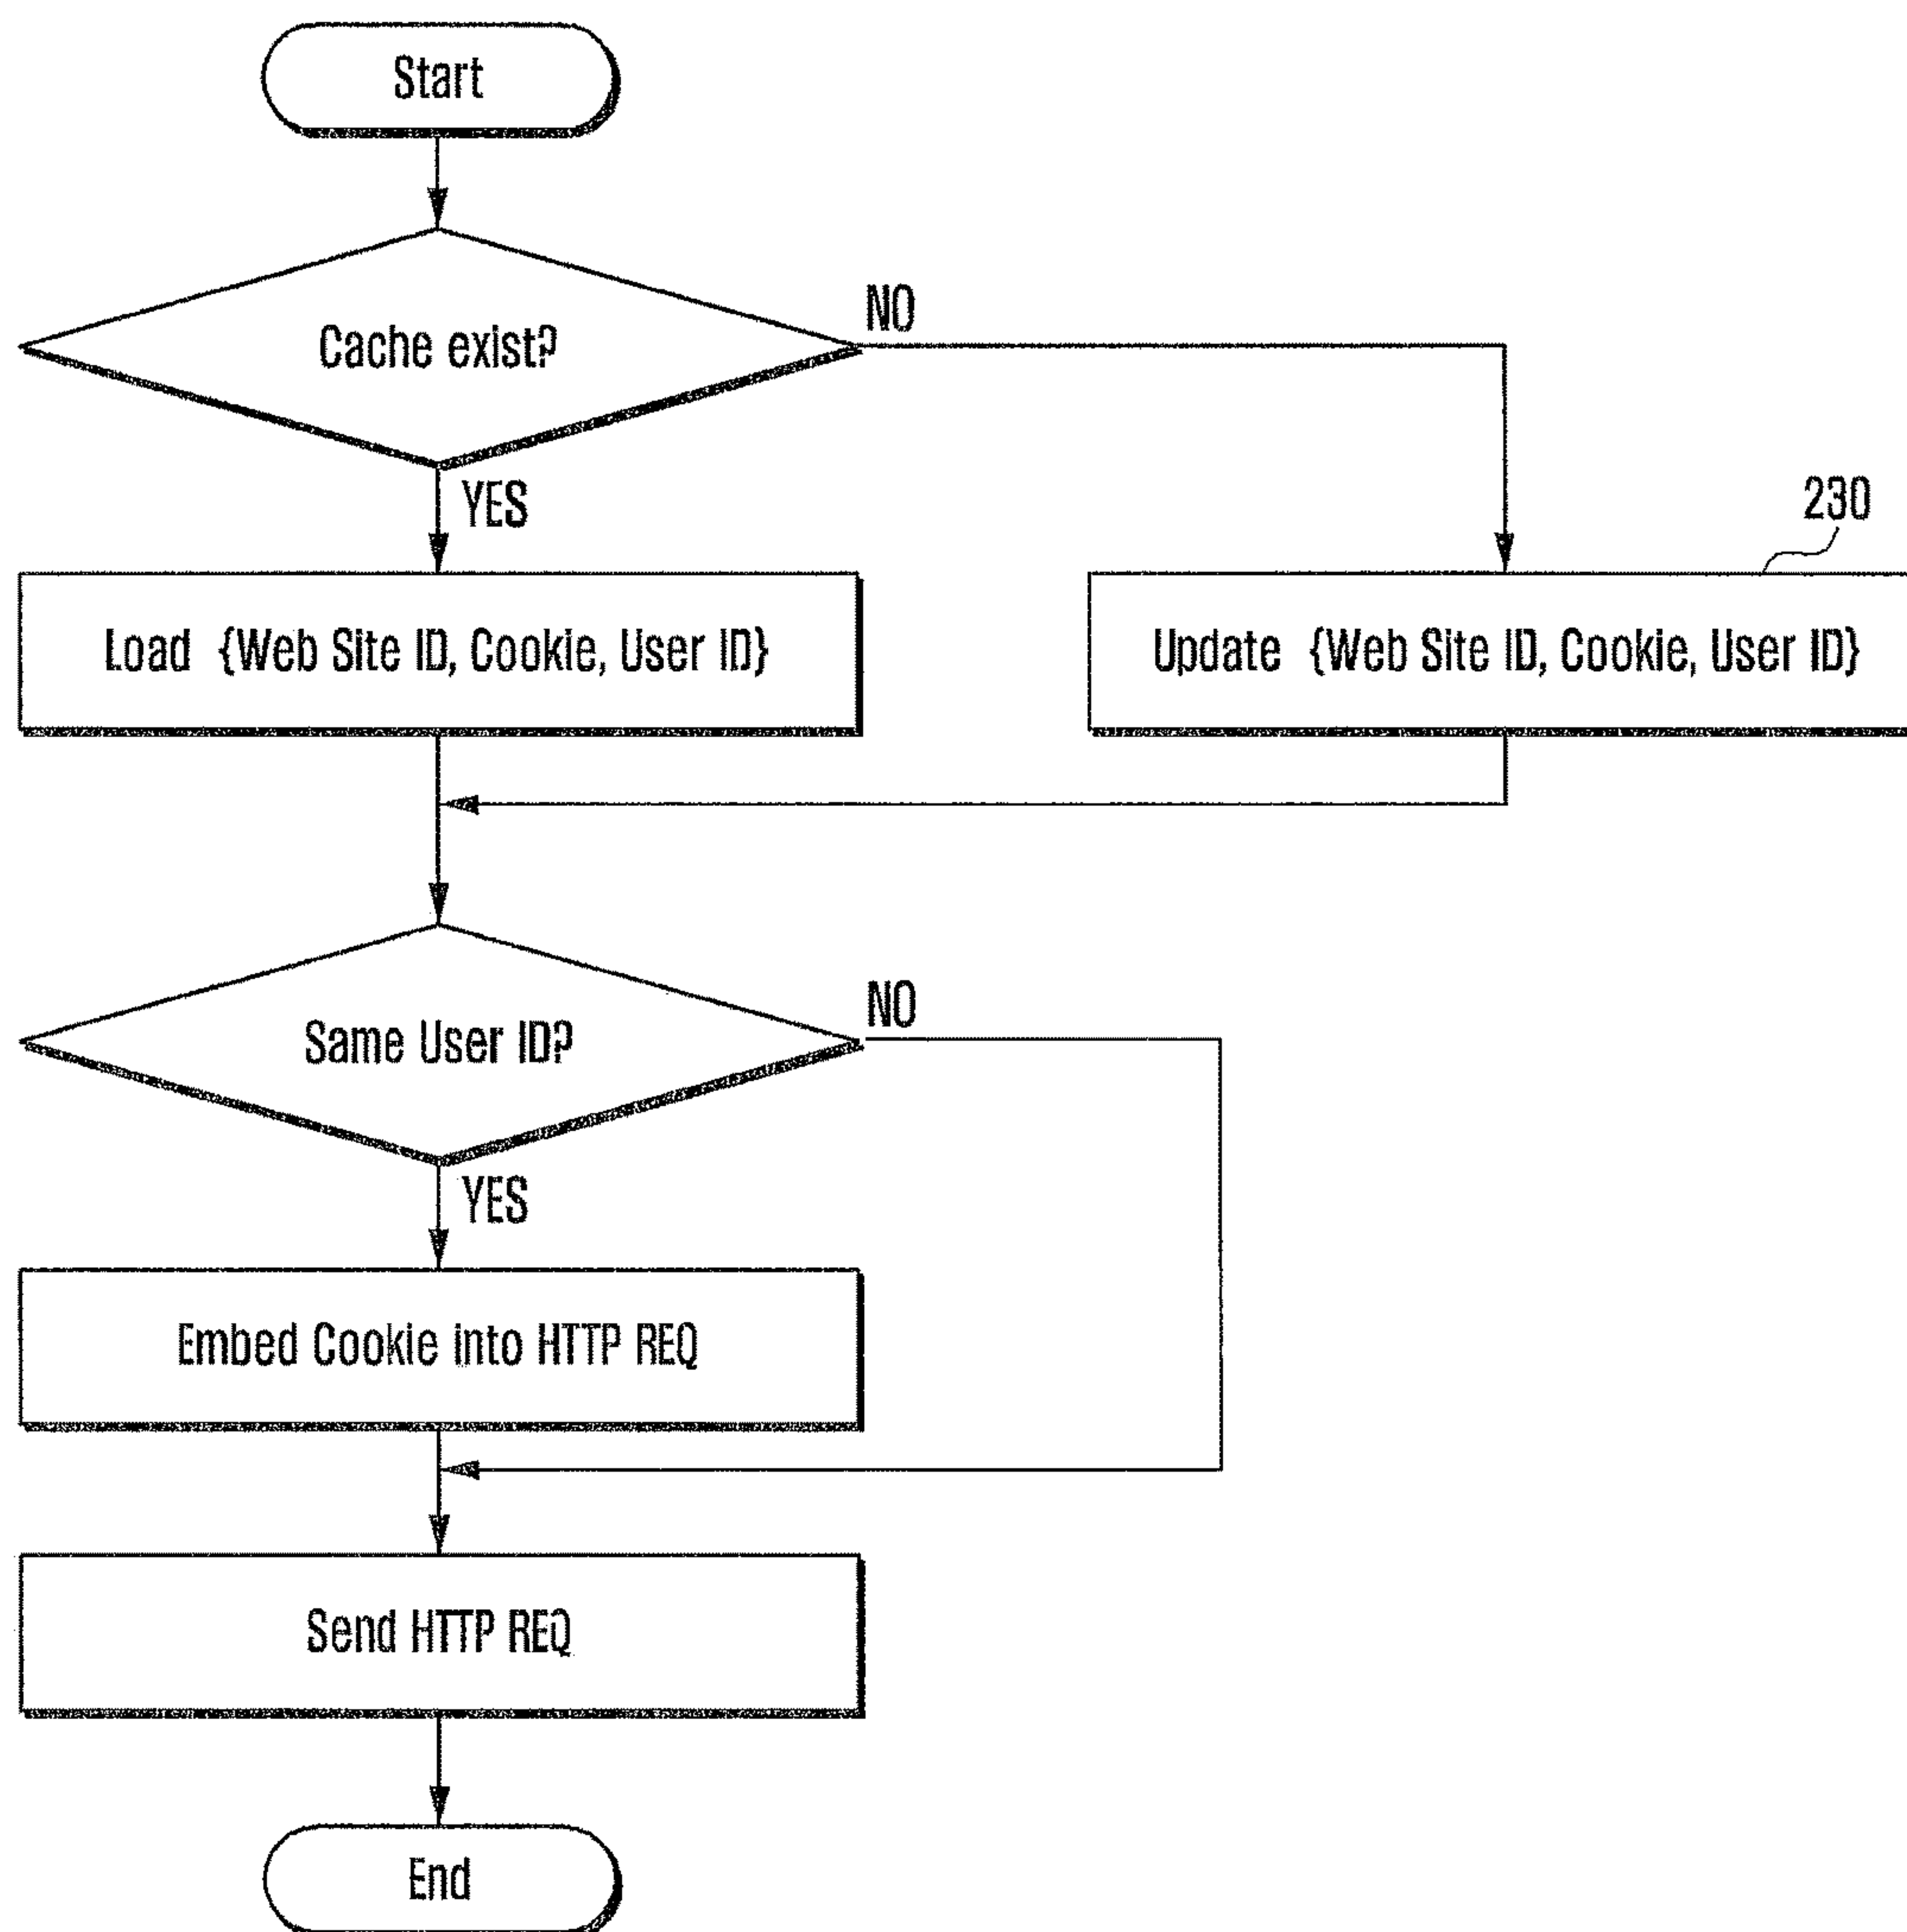 Start
Cache exist?
NO
YES
230
Load {Web Site ID, Cookie, User ID}
Update {Web Site ID, Cookie, User ID}
Same User ID?
NO
YES
Embed Cookie into HTTP REQ
Send HTTP REQ
End